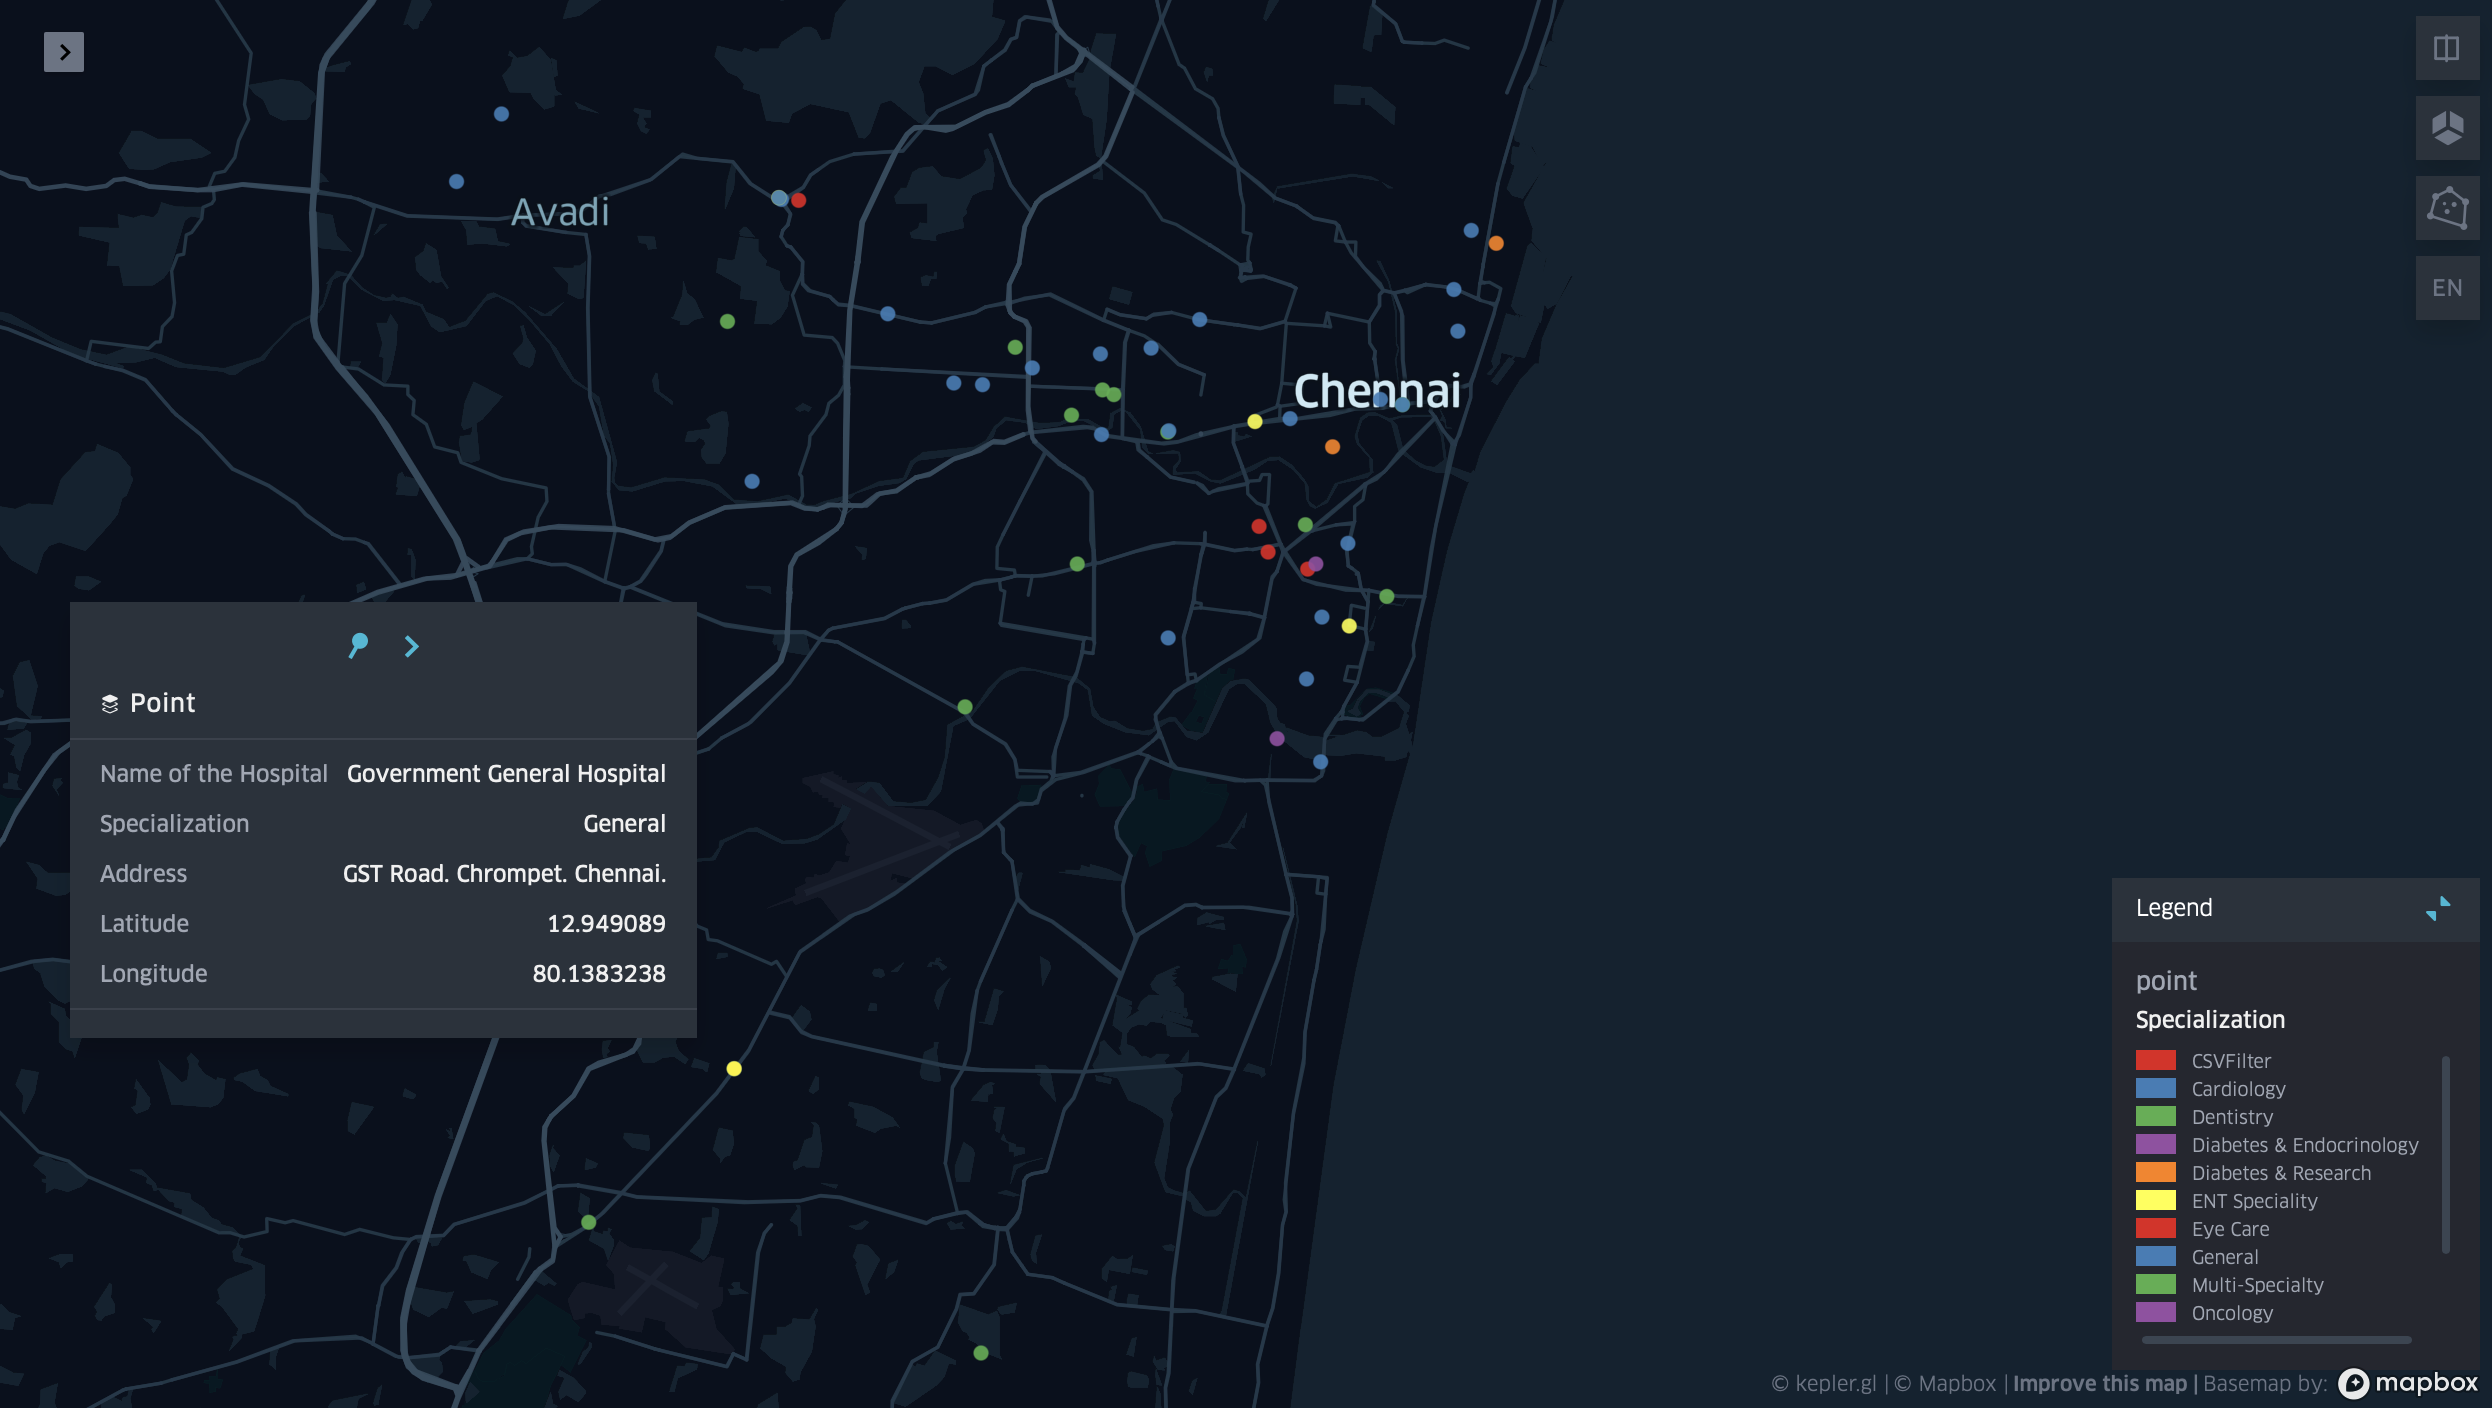 Avadi
Chennai
EN
Point
Name of the Hospital Government General Hospital
Specialization General
Address GST Road. Chrompet. Chennai.
Latitude 12.949089
Longitude 80.1383238
Legend
point
Specialization
CSVFilter
Cardiology
Dentistry
Diabetes & Endocrinology
Diabetes & Research
ENT Speciality
Eye Care
General
Multi-Specialty
Oncology
© kepler.gl | © Mapbox | Improve this map | Basemap by: mapbox